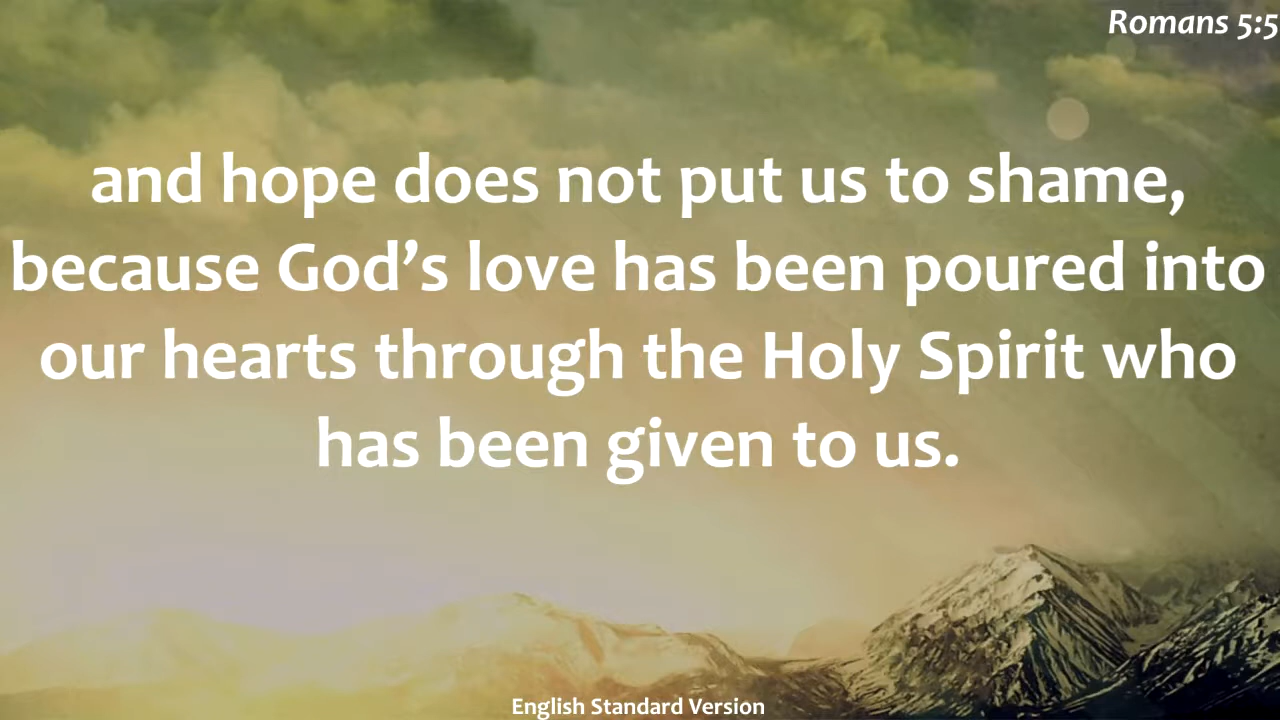 Romans 5:5
and hope does not put us to shame,
because God’s love has been poured into
our hearts through the Holy Spirit who
has been given to us.
English Standard Version